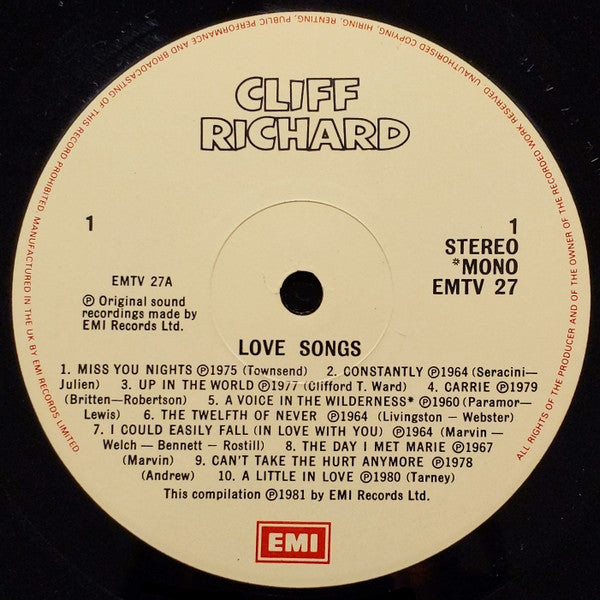 CLIFF
RICHARD
1
1
STEREO
*MONO
EMTV 27
EMTV 27A
℗ Original sound
recordings made by
EMI Records Ltd.
LOVE SONGS
1. MISS YOU NIGHTS ℗1975 (Townsend) 2. CONSTANTLY ℗1964 (Seracini—
Julien) 3. UP IN THE WORLD ℗1977 (Clifford T. Ward) 4. CARRIE ℗1979
(Britten—Robertson) 5. A VOICE IN THE WILDERNESS* ℗1960 (Paramor—
Lewis) 6. THE TWELFTH OF NEVER ℗1964 (Livingston — Webster)
7. I COULD EASILY FALL (IN LOVE WITH YOU) ℗1964 (Marvin —
Welch — Bennett — Rostill) 8. THE DAY I MET MARIE ℗1967
(Marvin) 9. CAN'T TAKE THE HURT ANYMORE ℗1978
(Andrew) 10. A LITTLE IN LOVE ℗1980 (Tarney)
This compilation ℗1981 by EMI Records Ltd.
EMI
ALL RIGHTS OF THE PRODUCER AND OF THE OWNER OF THE RECORDED WORK RESERVED UNAUTHORISED COPYING, HIRING, RENTING, PUBLIC PERFORMANCE AND BROADCASTING OF THIS RECORD PROHIBITED MANUFACTURED IN THE UK BY EMI RECORDS LIMITED